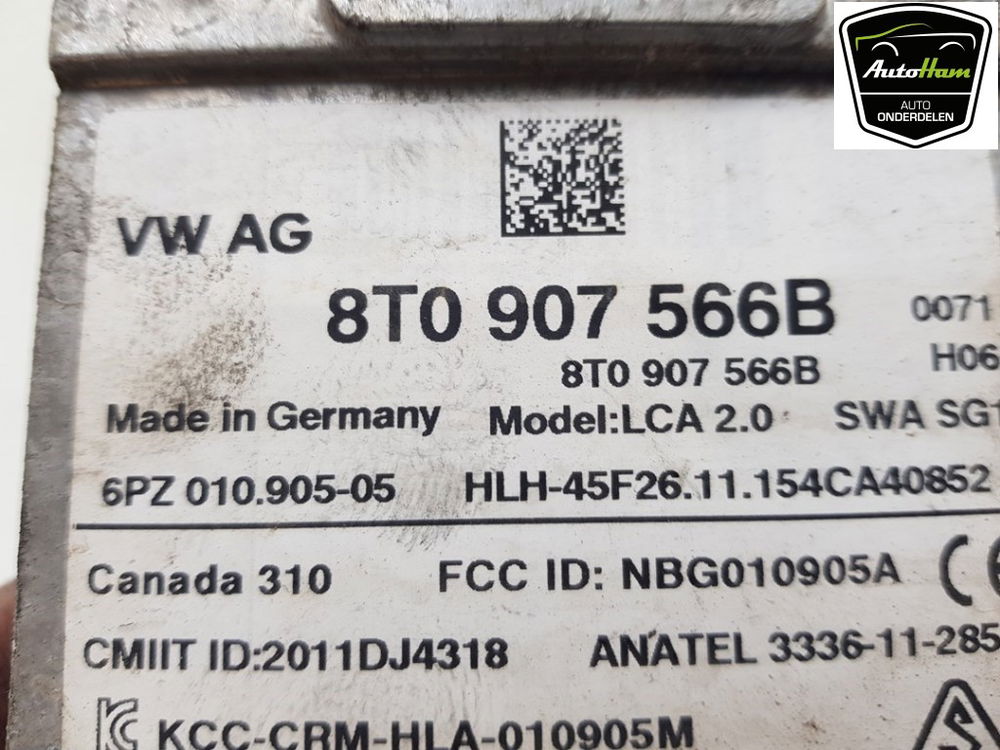 AutoHam
AUTO
ONDERDELEN
VW AG
8T0 907 566B 0071
8T0 907 566B H06
Made in Germany Model:LCA 2.0 SWA SG1
6PZ 010.905-05 HLH-45F26.11.154CA40852
Canada 310 FCC ID: NBG010905A CE
CMIIT ID:2011DJ4318 ANATEL 3336-11-285
KCC-CRM-HLA-010905M